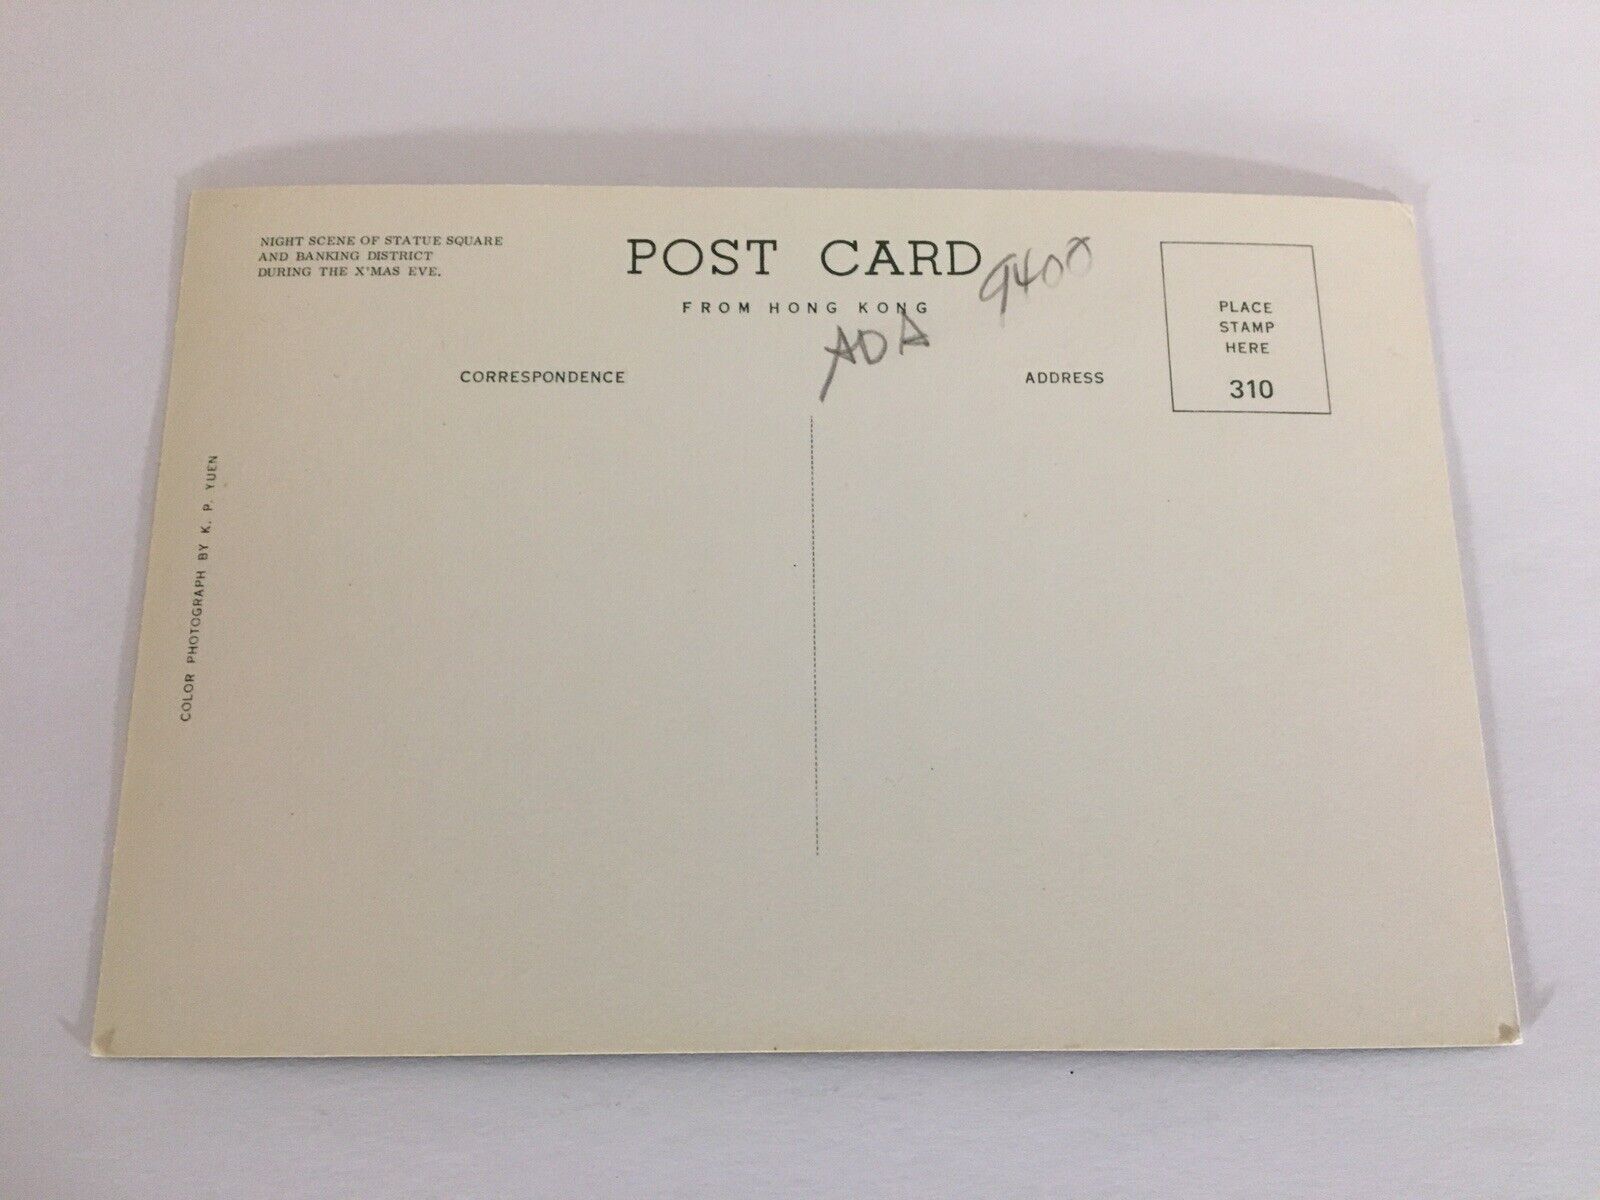 NIGHT SCENE OF STATUE SQUARE
AND BANKING DISTRICT
DURING THE X'MAS EVE.
POST CARD
FROM HONG KONG
9400
ADA
CORRESPONDENCE
ADDRESS
PLACE
STAMP
HERE
310
COLOR PHOTOGRAPH BY K. P. YUEN